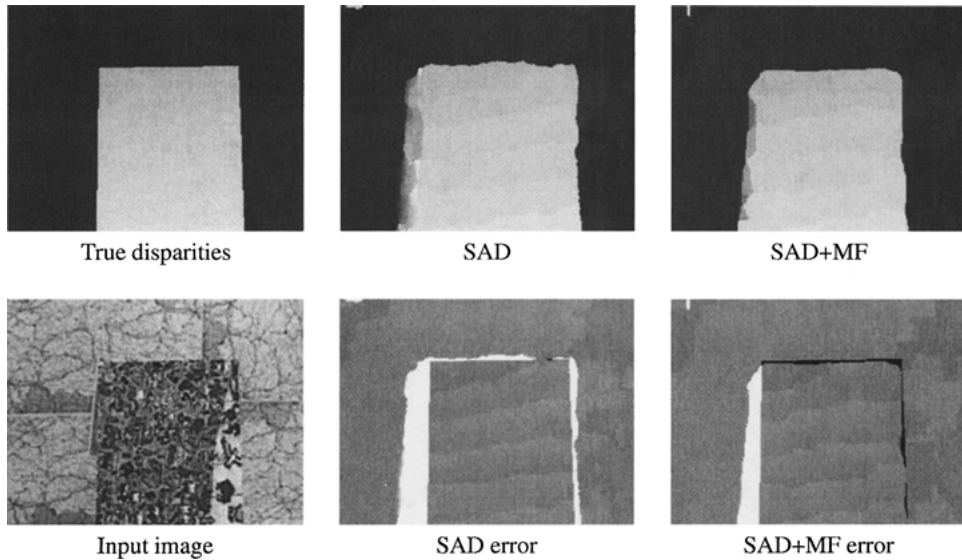 True disparities
SAD
SAD+MF
Input image
SAD error
SAD+MF error